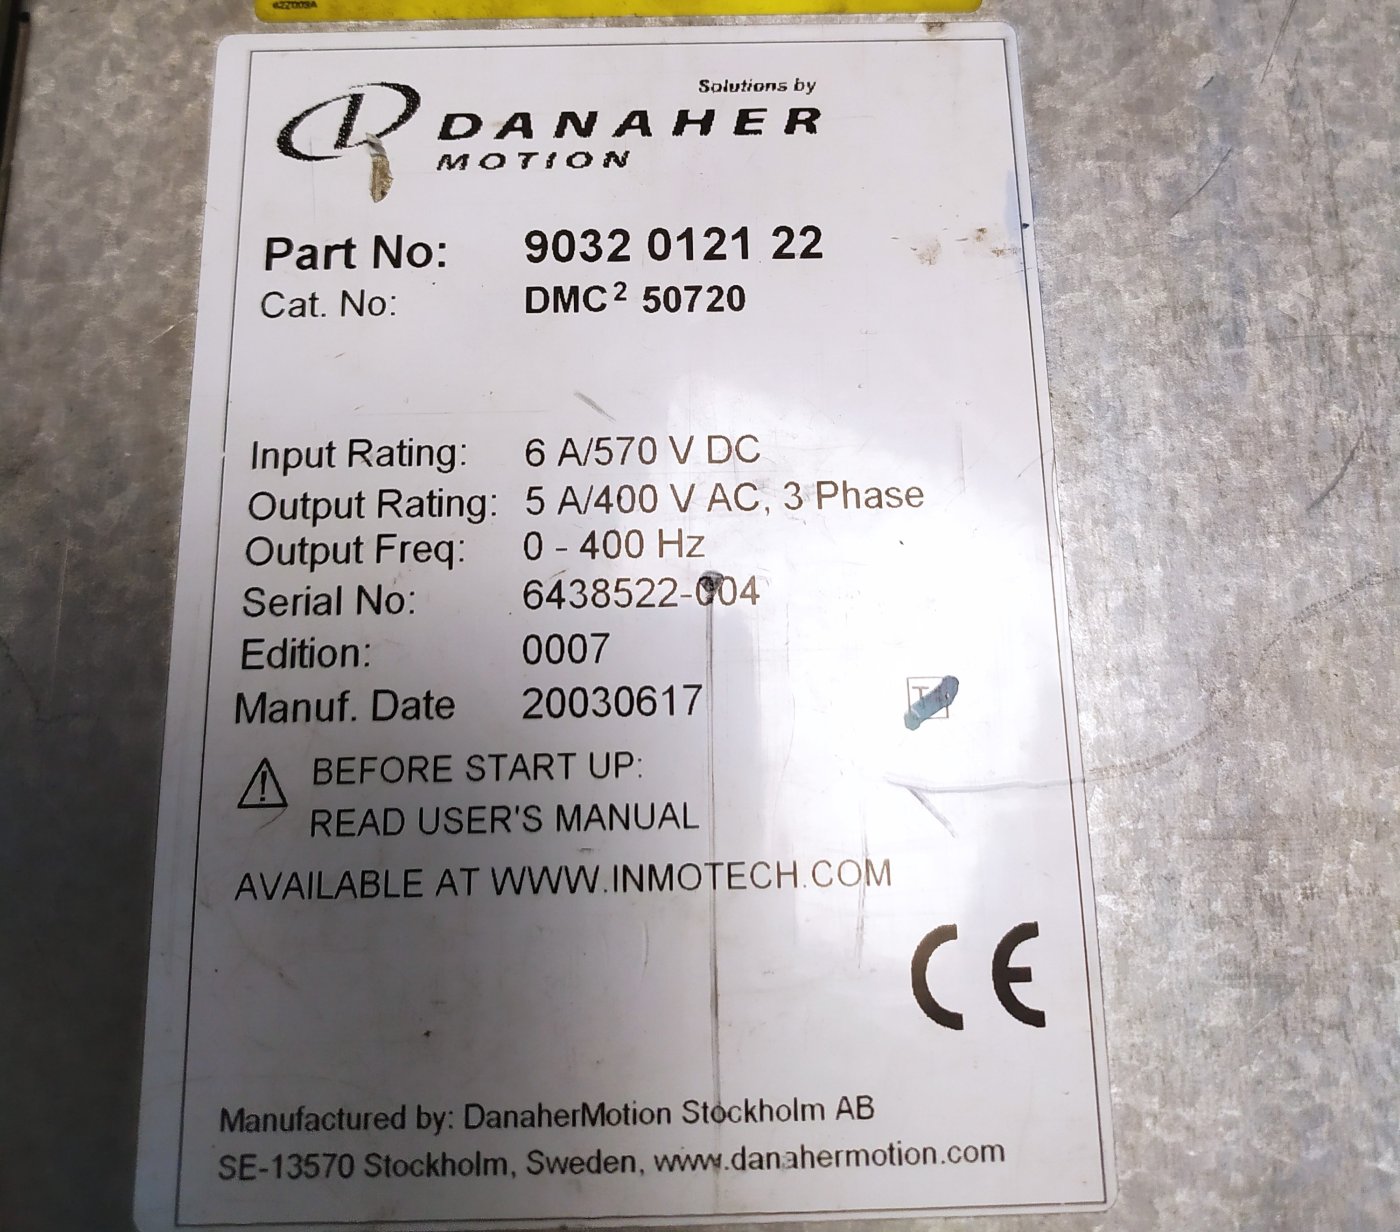 Solutions by
DANAHER
MOTION
Part No: 9032 0121 22
Cat. No: DMC² 50720
Input Rating: 6 A/570 V DC
Output Rating: 5 A/400 V AC, 3 Phase
Output Freq: 0 - 400 Hz
Serial No: 6438522-004
Edition: 0007
Manuf. Date 20030617
BEFORE START UP:
READ USER'S MANUAL
AVAILABLE AT WWW.INMOTECH.COM
CE
Manufactured by: DanaherMotion Stockholm AB
SE-13570 Stockholm, Sweden, www.danahermotion.com